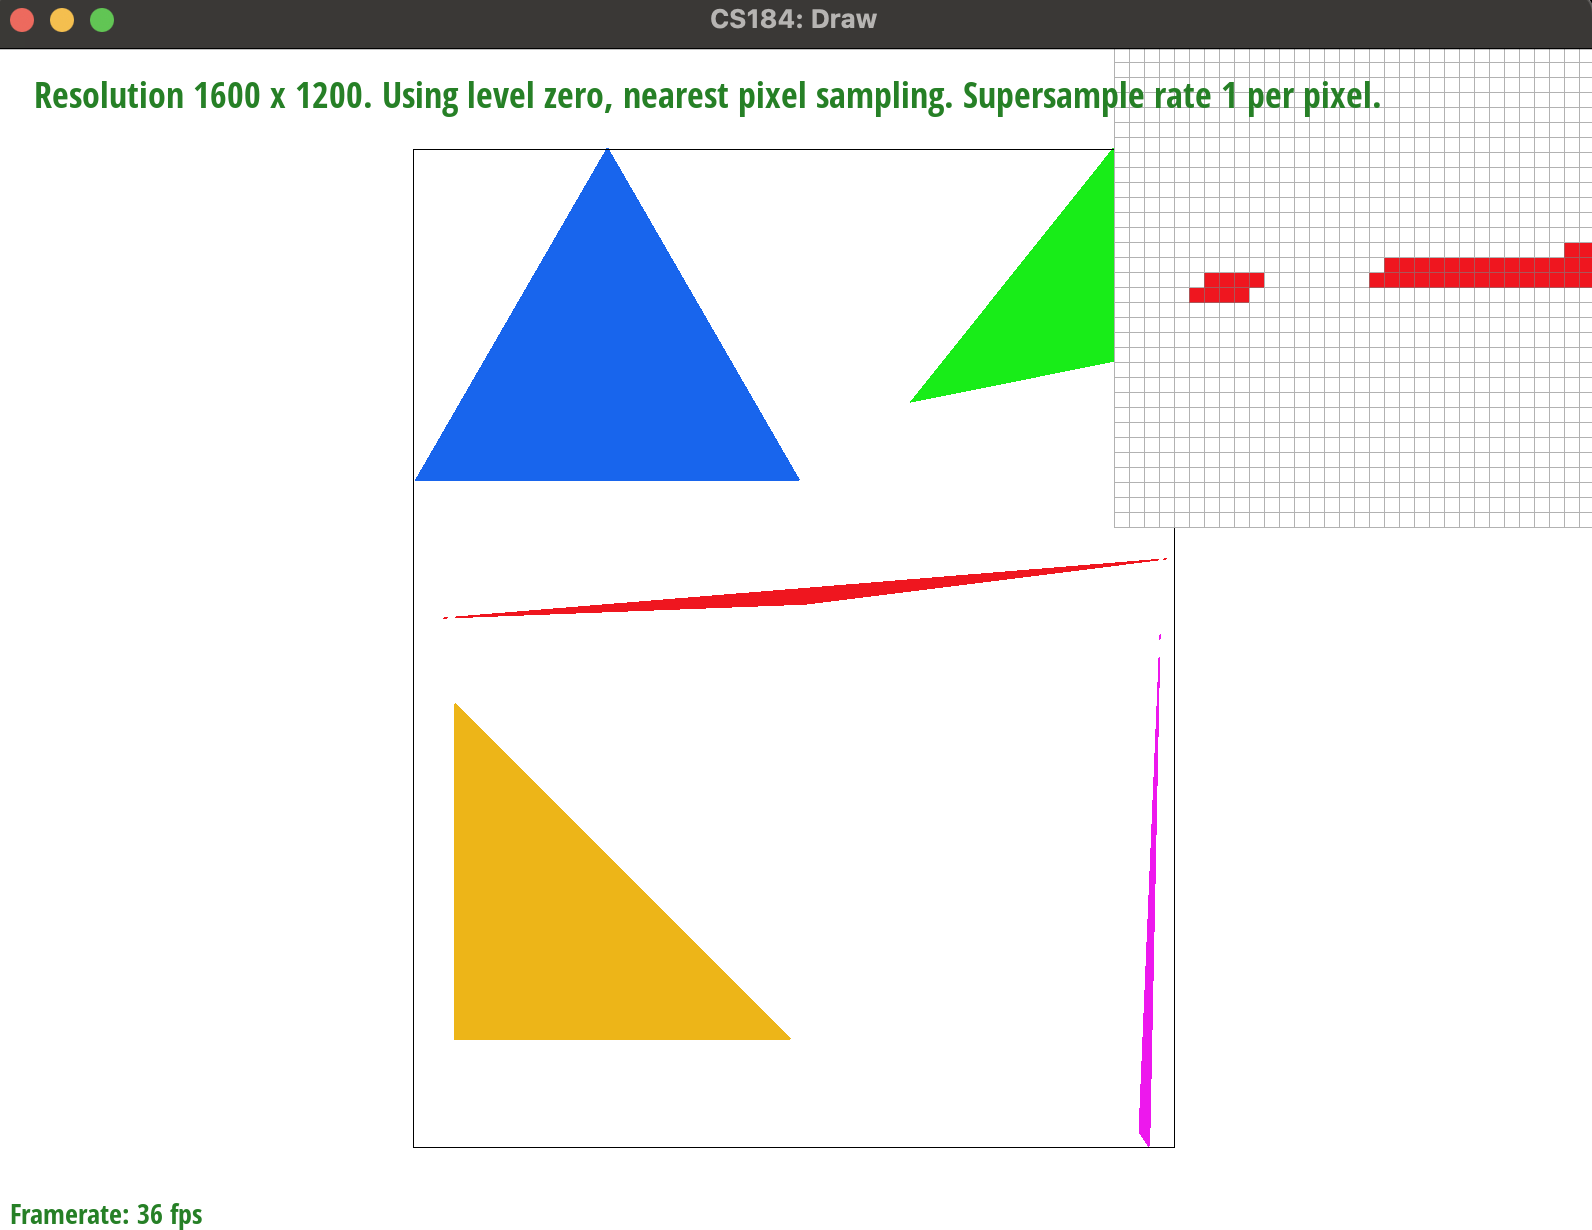 CS184: Draw
Resolution 1600 x 1200. Using level zero, nearest pixel sampling. Supersample rate 1 per pixel.
Framerate: 36 fps